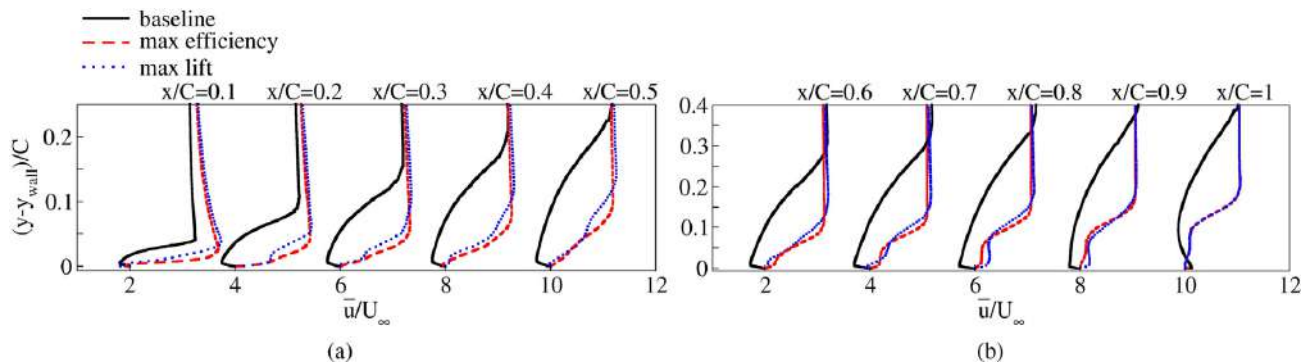 baseline
max efficiency
max lift
x/C=0.1 x/C=0.2 x/C=0.3 x/C=0.4 x/C=0.5
x/C=0.6 x/C=0.7 x/C=0.8 x/C=0.9 x/C=1
(y-y_wall)/C
0.2
0.1
0
2 4 6 8 10 12
u̅/U_∞
(a)
0.4
0.3
0.2
0.1
0
2 4 6 8 10 12
u̅/U_∞
(b)